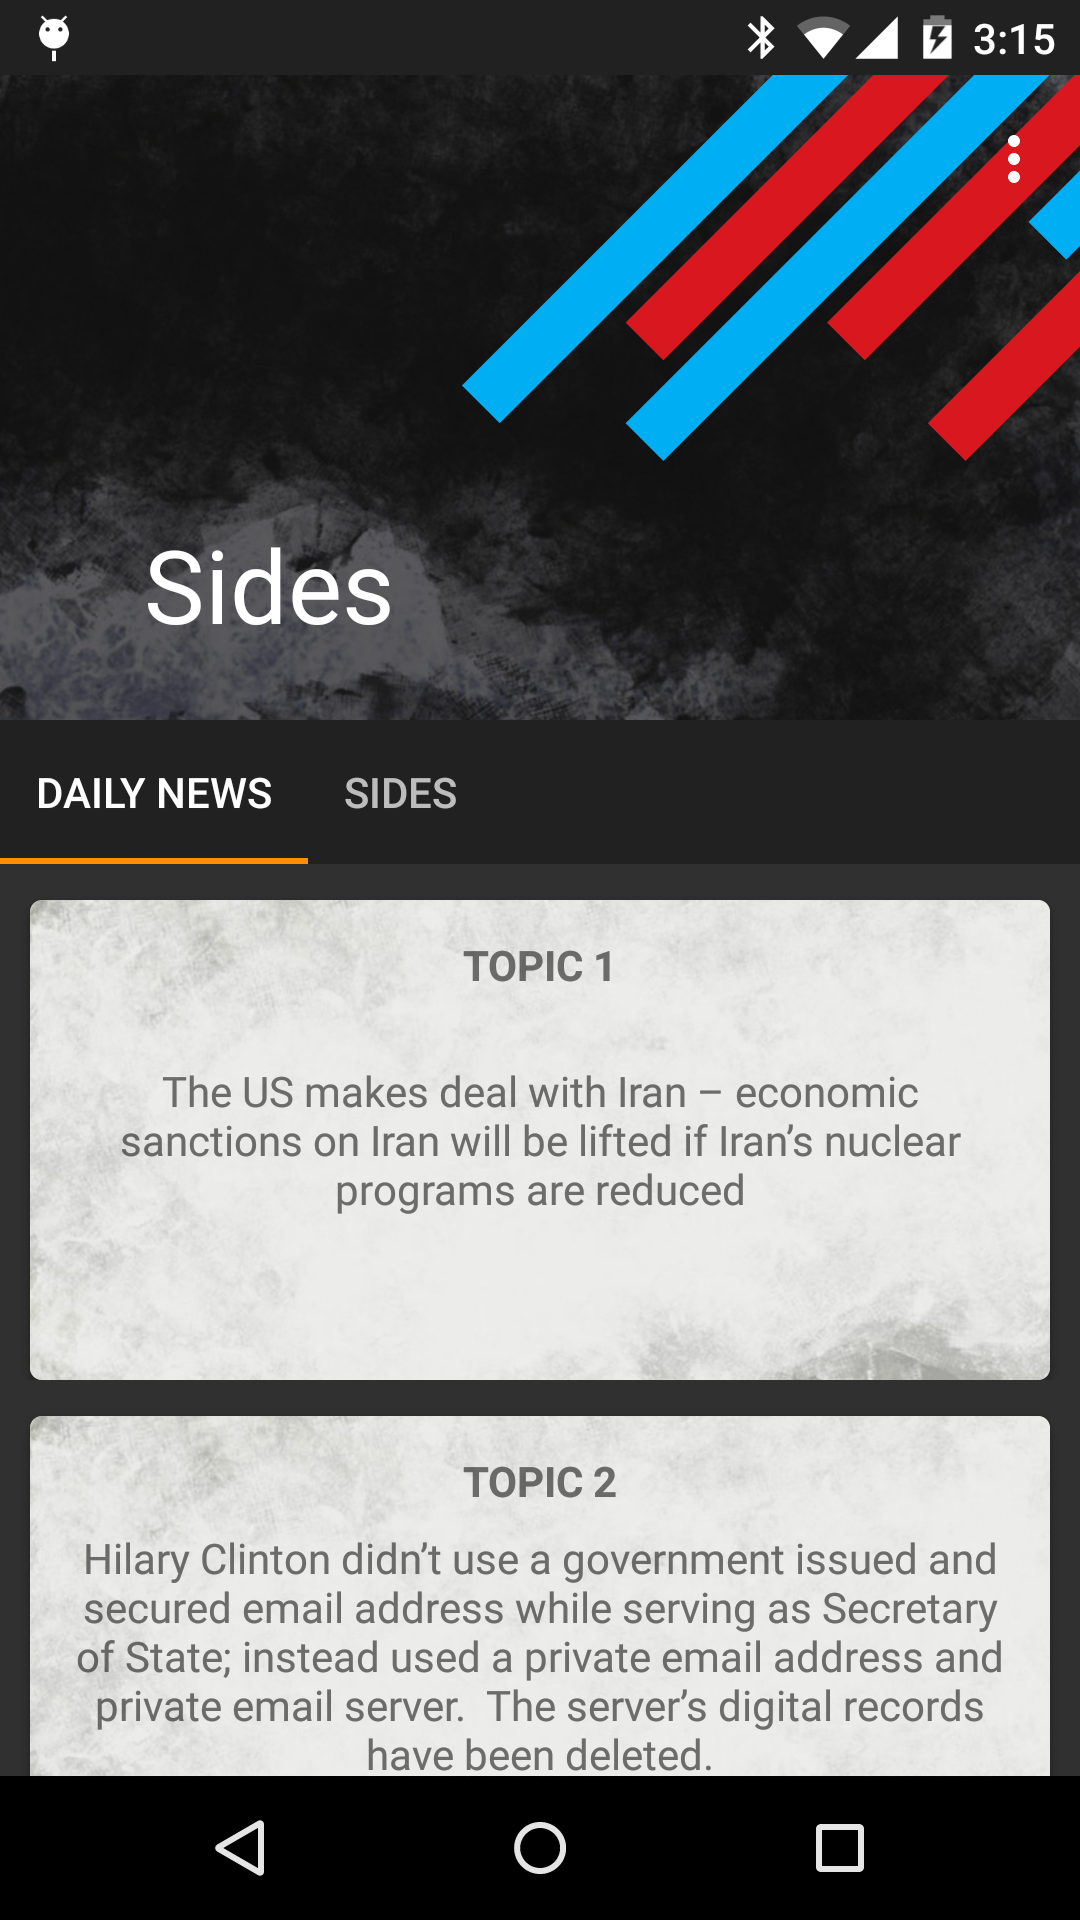 3:15
Sides
DAILY NEWS SIDES
TOPIC 1
The US makes deal with Iran – economic
sanctions on Iran will be lifted if Iran’s nuclear
programs are reduced
TOPIC 2
Hilary Clinton didn’t use a government issued and
secured email address while serving as Secretary
of State; instead used a private email address and
private email server.  The server’s digital records
have been deleted.